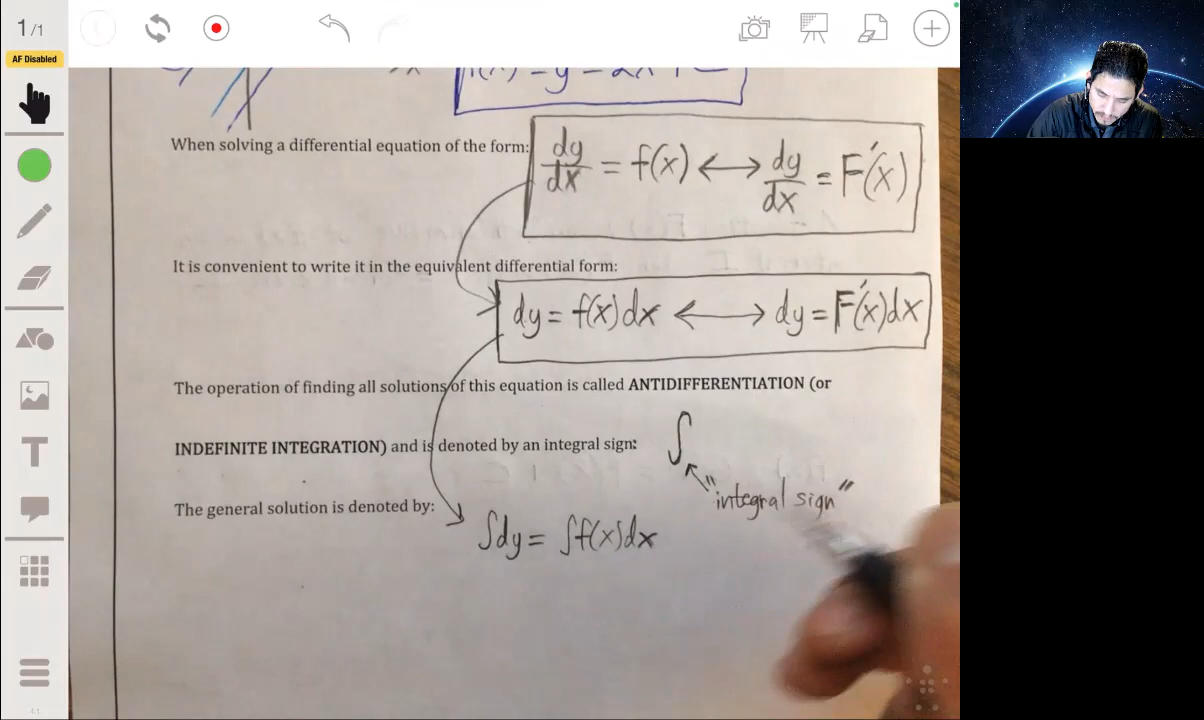 1/1
AF Disabled
When solving a differential equation of the form:
dy/dx = f(x) ⟷ dy/dx = F'(x)
It is convenient to write it in the equivalent differential form:
dy = f(x)dx ⟷ dy = F'(x)dx
The operation of finding all solutions of this equation is called ANTIDIFFERENTIATION (or
INDEFINITE INTEGRATION) and is denoted by an integral sign: ∫
"integral sign"
The general solution is denoted by:
∫dy = ∫f(x)dx
T